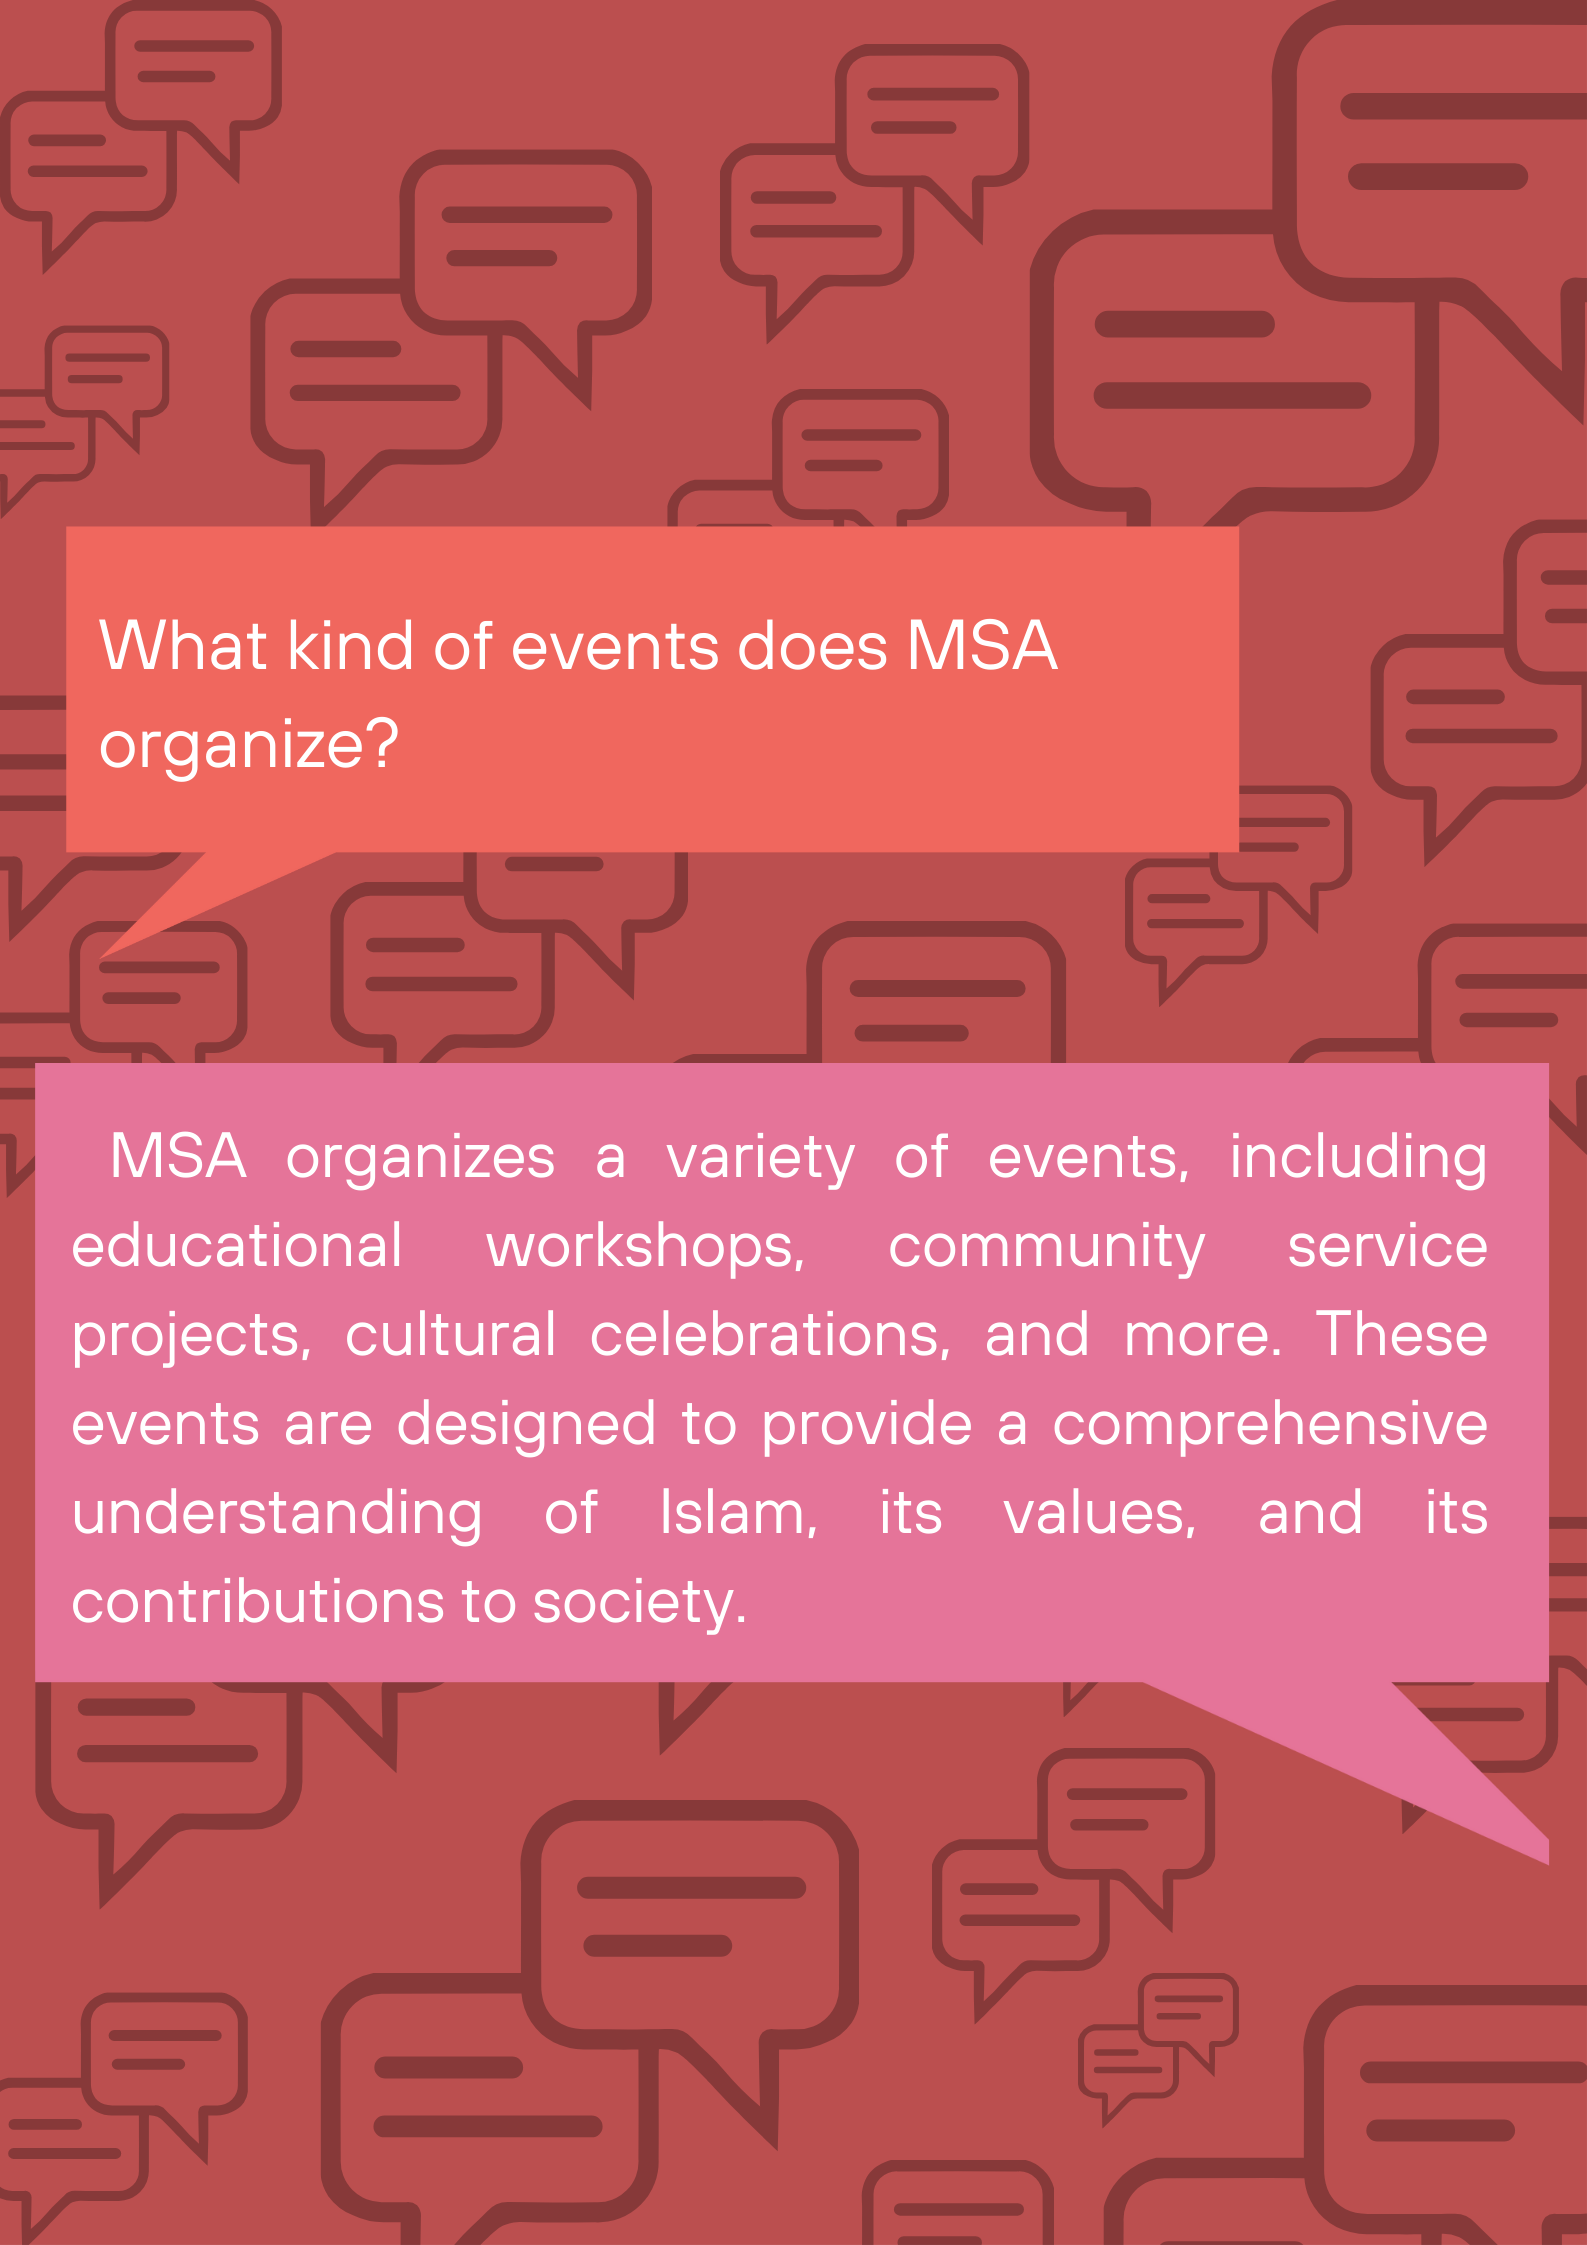 What kind of events does MSA
organize?
MSA organizes a variety of events, including
educational workshops, community service
projects, cultural celebrations, and more. These
events are designed to provide a comprehensive
understanding of Islam, its values, and its
contributions to society.